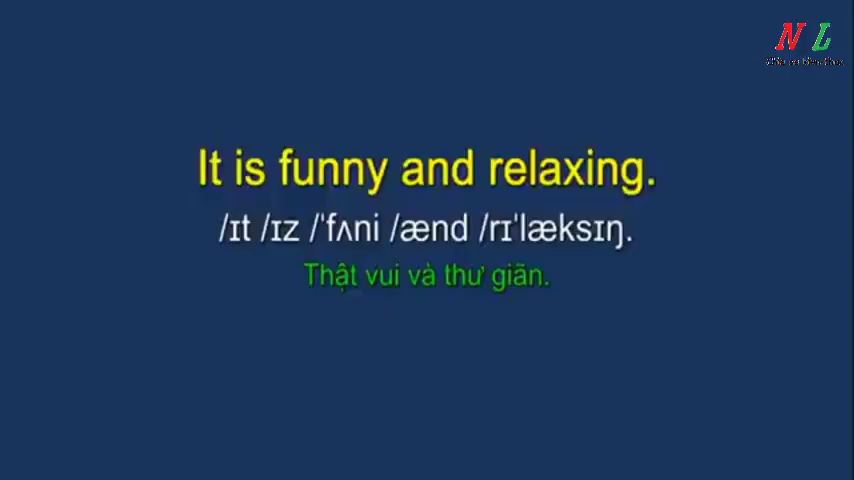 N L
It is funny and relaxing.
/ɪt /ɪz /ˈfʌni /ænd /rɪˈlæksɪŋ.
Thật vui và thư giãn.